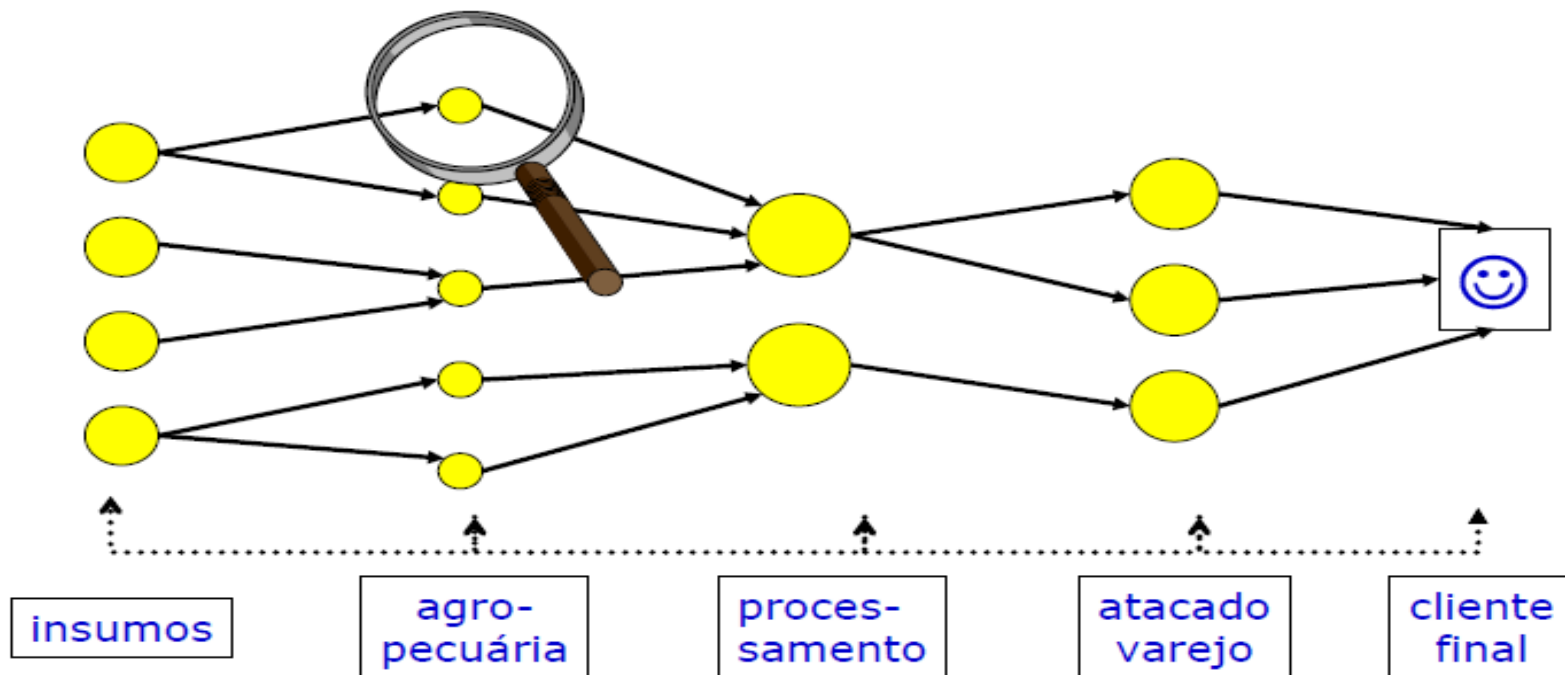 insumos
agro-
pecuária
proces-
samento
atacado
varejo
cliente
final